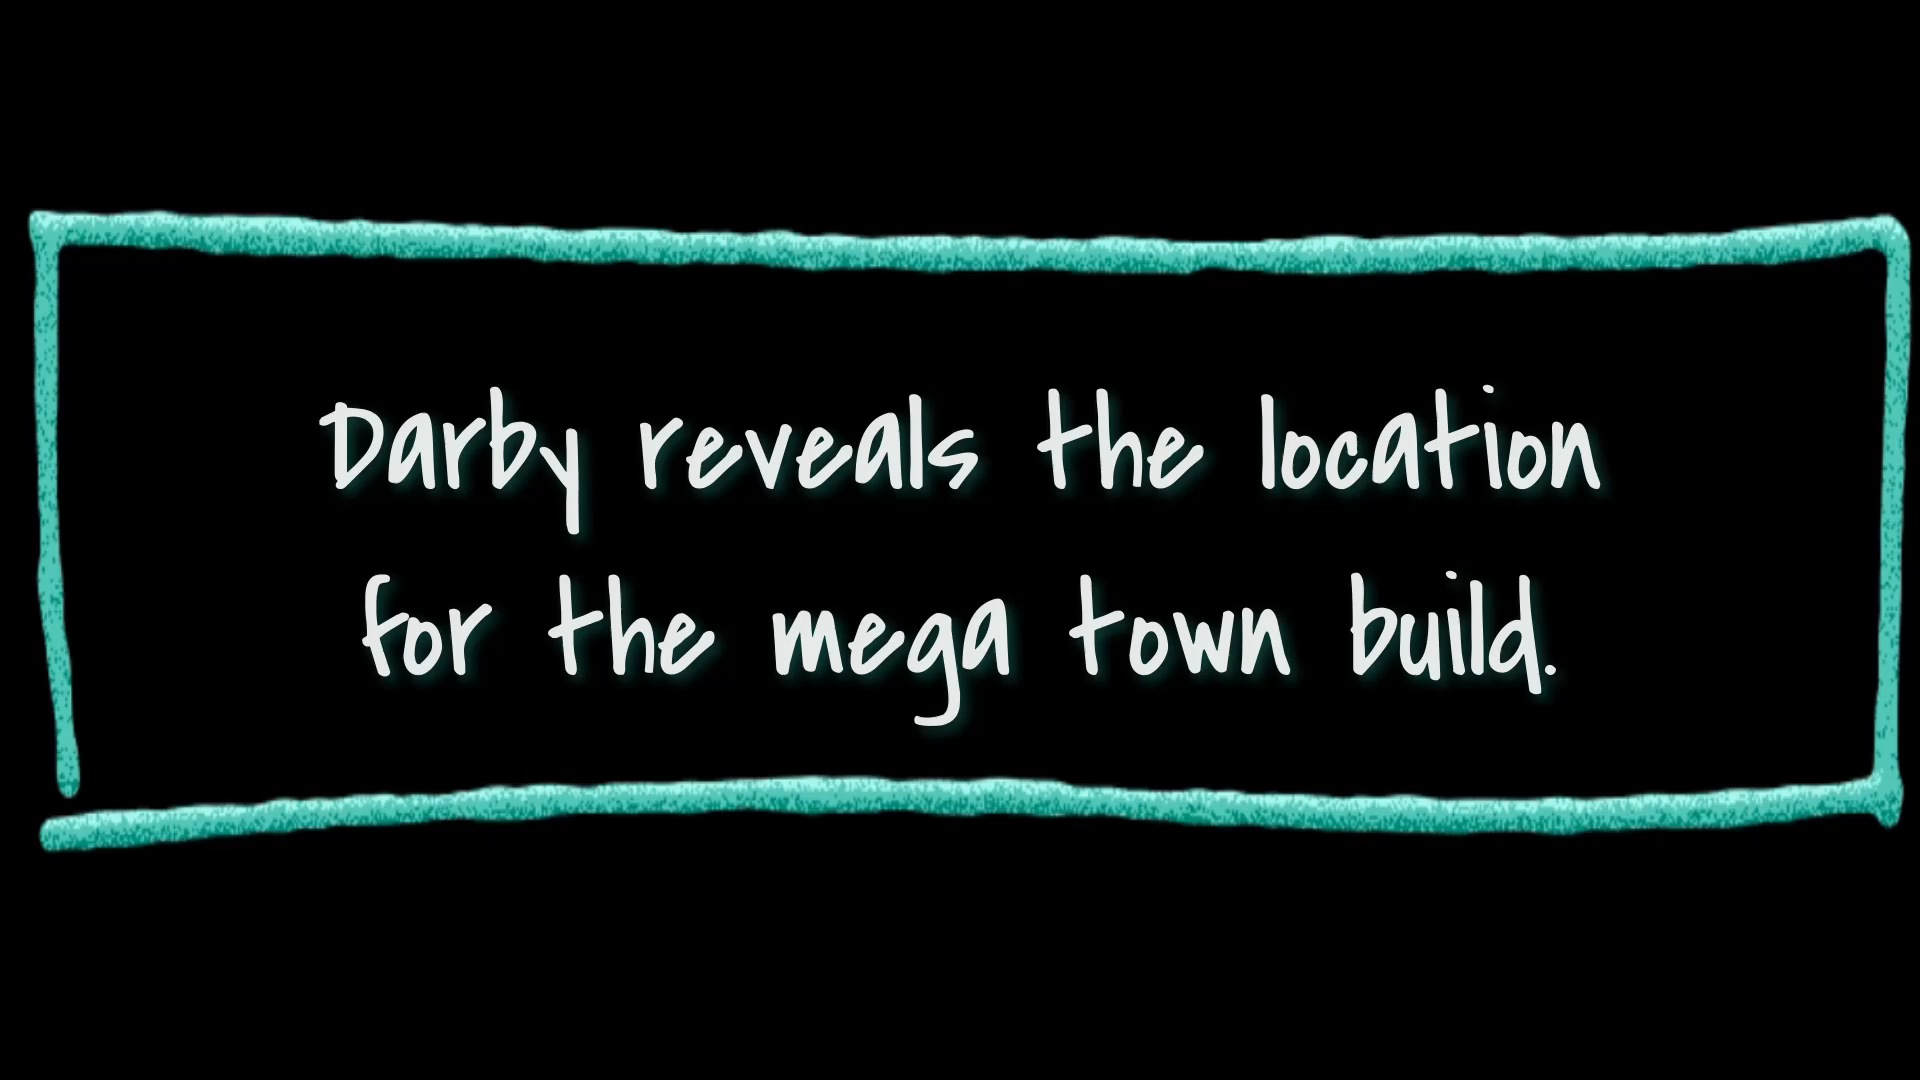 Darby reveals the location
for the mega town build.